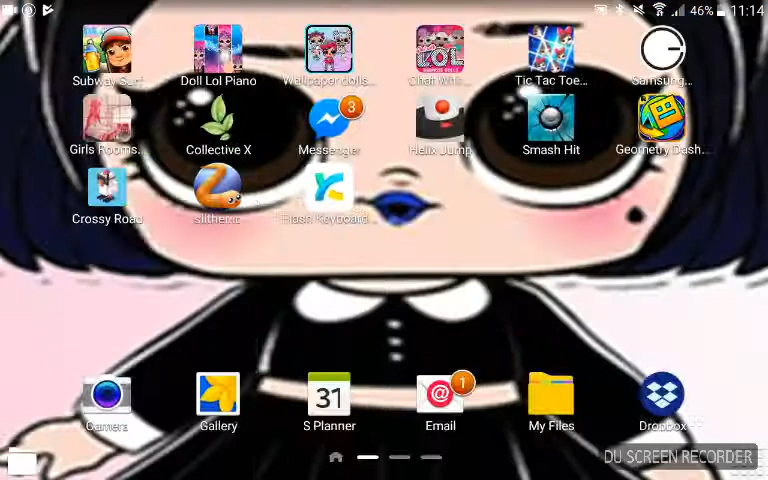 46% 11:14
Subway Surf
Doll Lol Piano
Wallpaper dolls..
Chat With...
Tic Tac Toe...
Samsung...
LOL
Girls Rooms...
Collective X
3
Messenger
Helix Jump
Smash Hit
Geometry Dash...
Crossy Road
slither.io
Flash Keyboard...
Camera
Gallery
31
S Planner
1
Email
My Files
Dropbox
DU SCREEN RECORDER